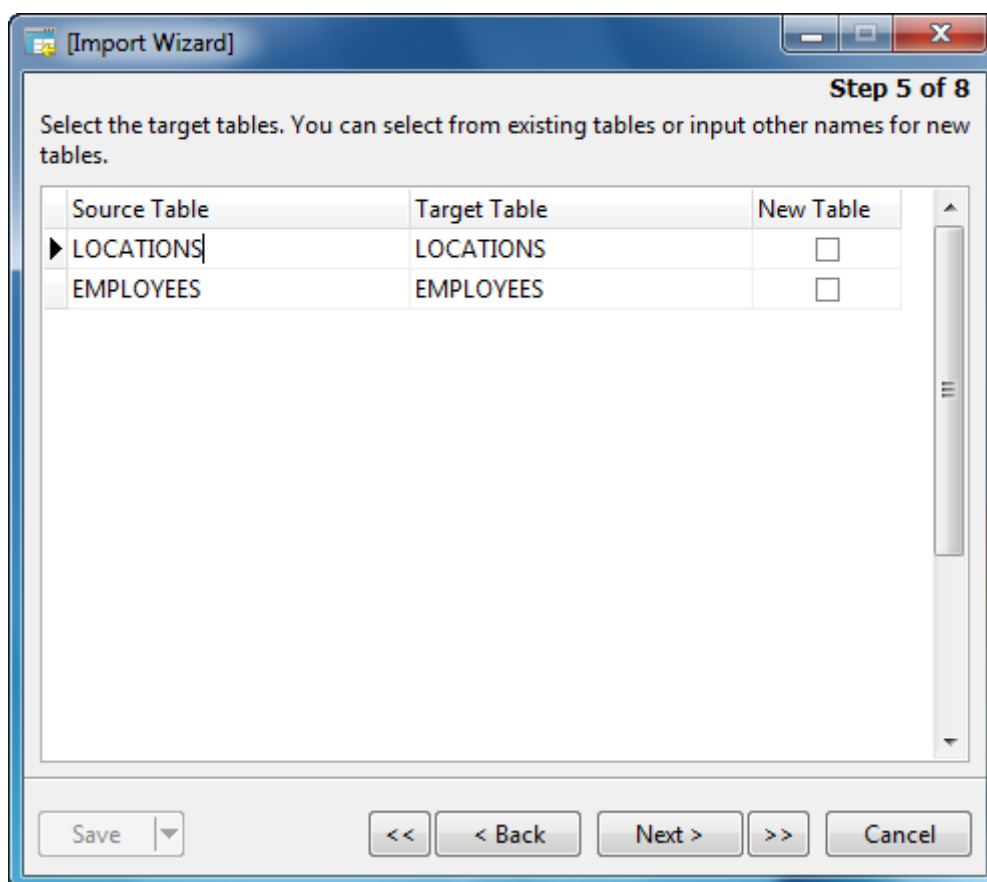 [Import Wizard]
Step 5 of 8
Select the target tables. You can select from existing tables or input other names for new
tables.
Source Table Target Table New Table
LOCATIONS LOCATIONS
EMPLOYEES EMPLOYEES
Save << < Back Next > >> Cancel